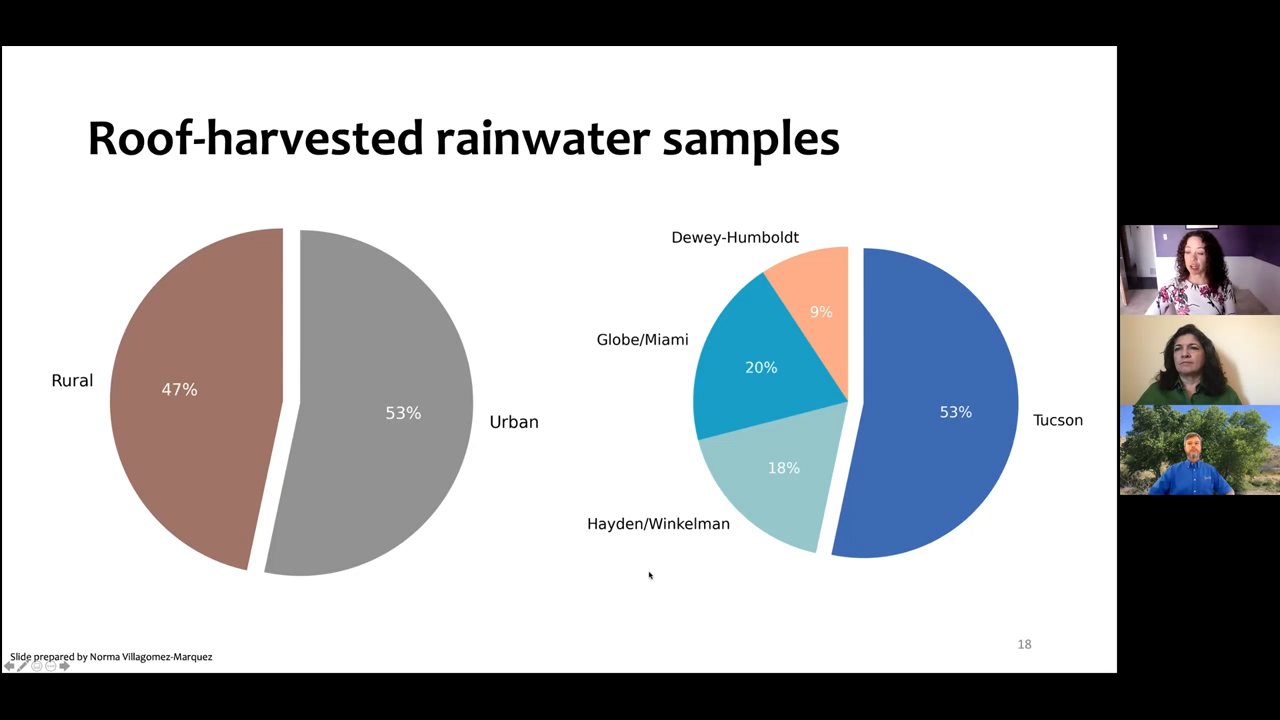 Roof-harvested rainwater samples
Rural
47%
53%
Urban
Dewey-Humboldt
9%
Globe/Miami
20%
53%
Tucson
18%
Hayden/Winkelman
18
Slide prepared by Norma Villagomez-Marquez